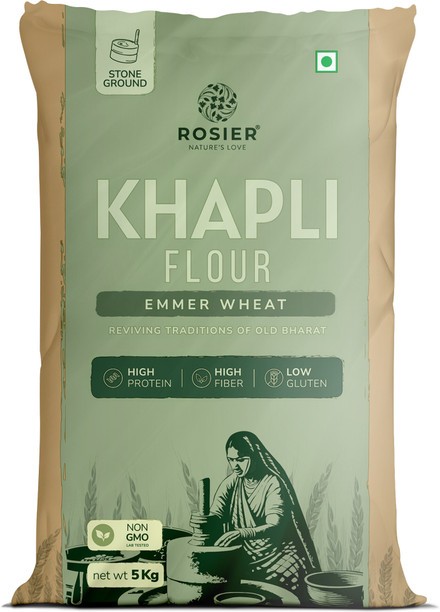 STONE
GROUND
ROSIER®
NATURE'S LOVE
KHAPLI
FLOUR
EMMER WHEAT
REVIVING TRADITIONS OF OLD BHARAT
HIGH
PROTEIN
HIGH
FIBER
LOW
GLUTEN
NON
GMO
LAB TESTED
net wt 5Kg